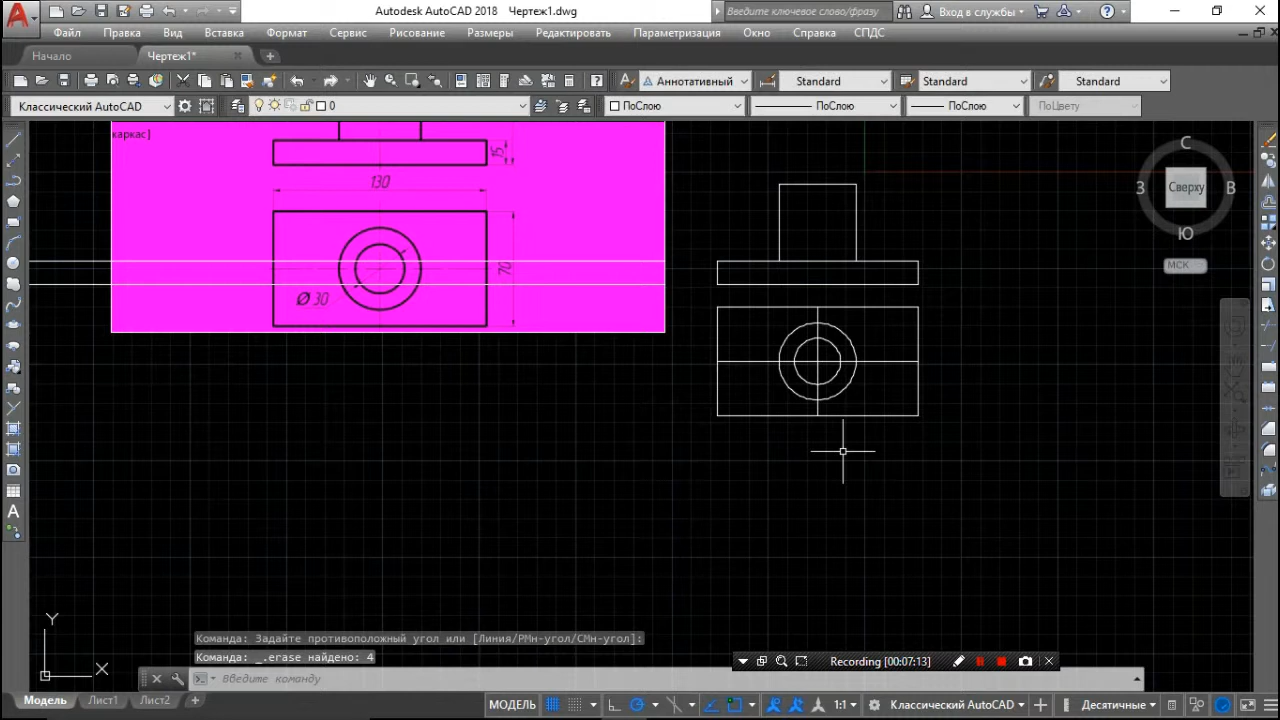 Autodesk AutoCAD 2018 Чертеж1.dwg
Введите ключевое слово/фразу
Вход в службы
Файл Правка Вид Вставка Формат Сервис Рисование Размеры Редактировать Параметризация Окно Справка СПДС
Начало Чертеж1*
Аннотативный Standard Standard Standard
Классический AutoCAD 0 ПоСлою ПоСлою ПоСлою ПоЦвету
каркас]
15
130
70
Ø 30
С
З Сверху В
Ю
МСК
Y
X
Команда: Задайте противоположный угол или [Линия/РМн-угол/СМн-угол]:
Команда: _.erase найдено: 4
Recording [00:07:13]
Введите команду
Модель Лист1 Лист2
МОДЕЛЬ 1:1 Классический AutoCAD Десятичные